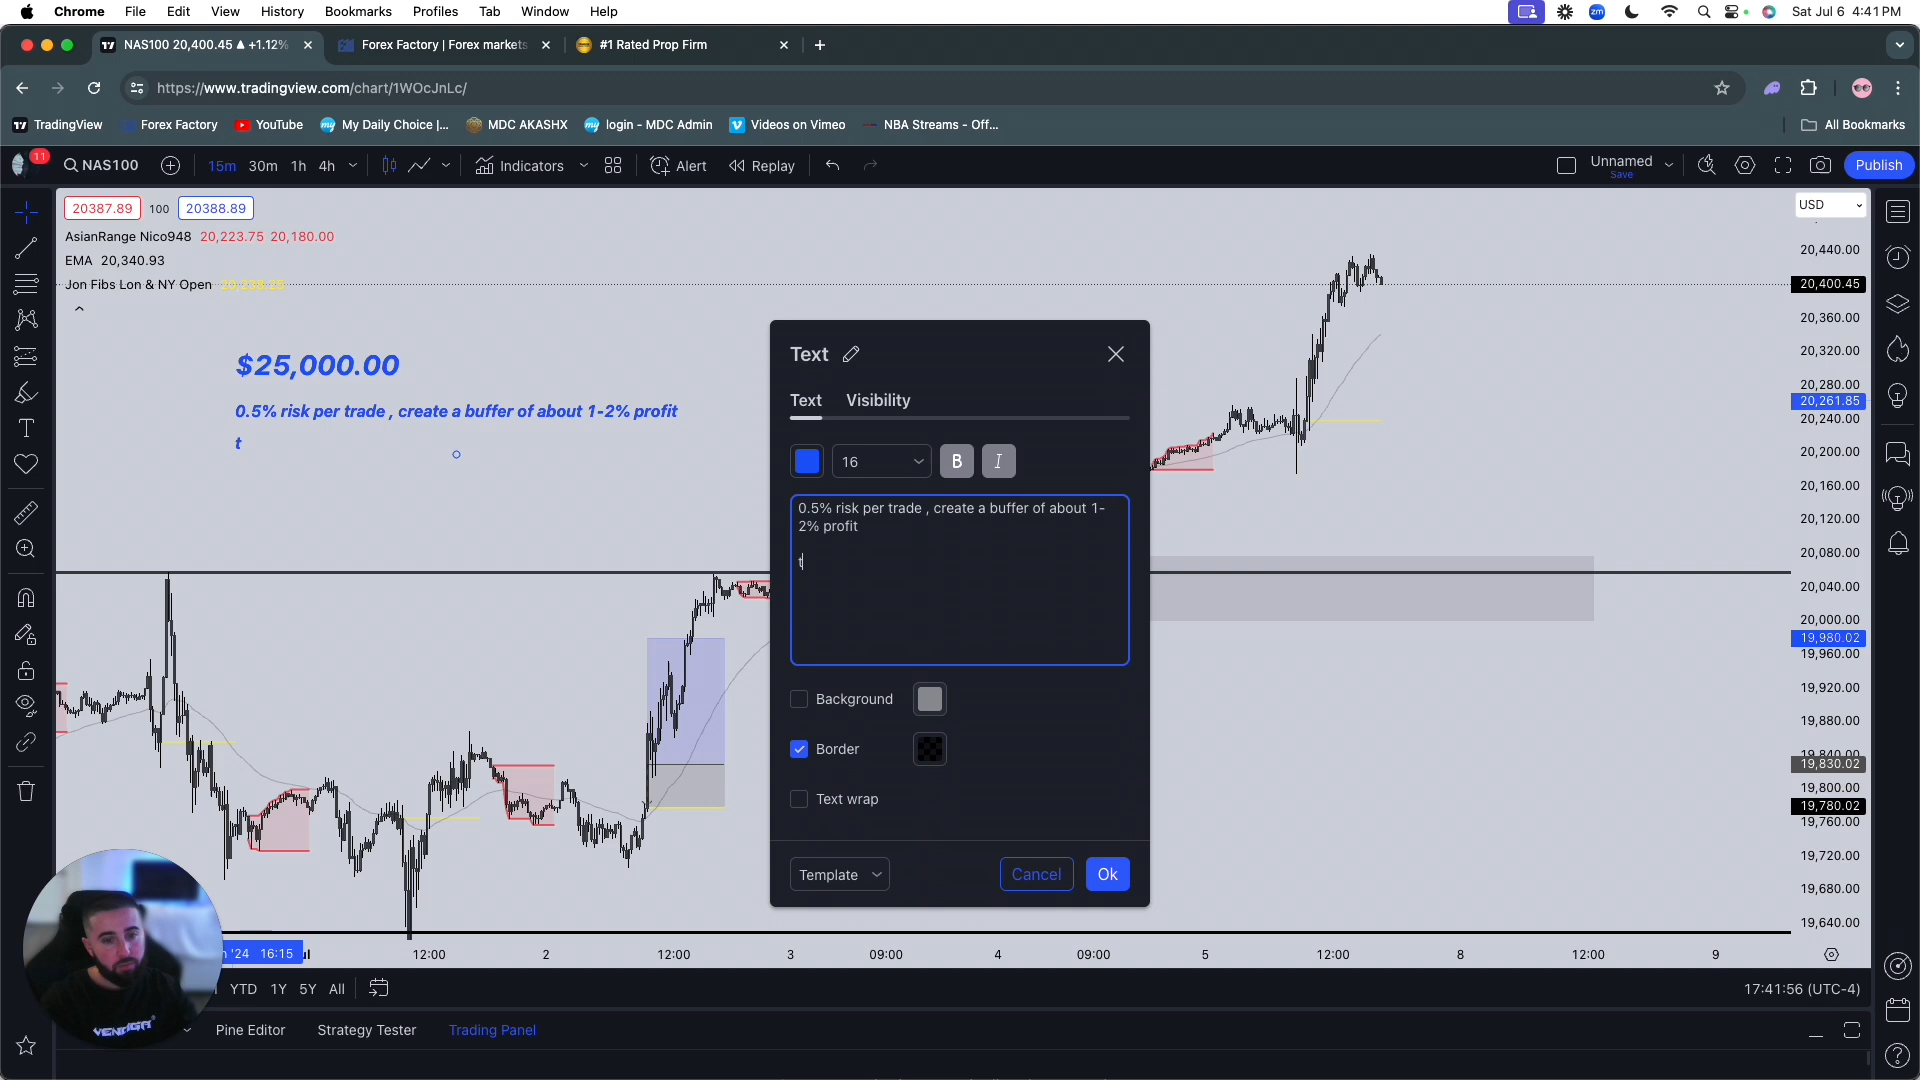 Chrome File Edit View History Bookmarks Profiles Tab Window Help zm Sat Jul 6 4:41 PM
NAS100 20,400.45 ▲ +1.12% Forex Factory | Forex markets #1 Rated Prop Firm
https://www.tradingview.com/chart/1WOcJnLc/
TradingView Forex Factory YouTube My Daily Choice |... MDC AKASHX login - MDC Admin Videos on Vimeo NBA Streams - Off... All Bookmarks
11 NAS100 15m 30m 1h 4h Indicators Alert Replay Unnamed Save Publish
20387.89 100 20388.89 USD
AsianRange Nico948 20,223.75 20,180.00
EMA 20,340.93
Jon Fibs Lon & NY Open
$25,000.00
0.5% risk per trade , create a buffer of about 1-2% profit
t
Text
Text Visibility
16 B I
0.5% risk per trade , create a buffer of about 1-
2% profit
t
Background
Border
Text wrap
Template Cancel Ok
20,440.00
20,400.45
20,360.00
20,320.00
20,280.00
20,261.85
20,240.00
20,200.00
20,160.00
20,120.00
20,080.00
20,040.00
20,000.00
19,980.02
19,960.00
19,920.00
19,880.00
19,840.00
19,830.02
19,800.00
19,780.02
19,760.00
19,720.00
19,680.00
19,640.00
'24 16:15 12:00 2 12:00 3 09:00 4 09:00 5 12:00 8 12:00 9
YTD 1Y 5Y All 17:41:56 (UTC-4)
Pine Editor Strategy Tester Trading Panel